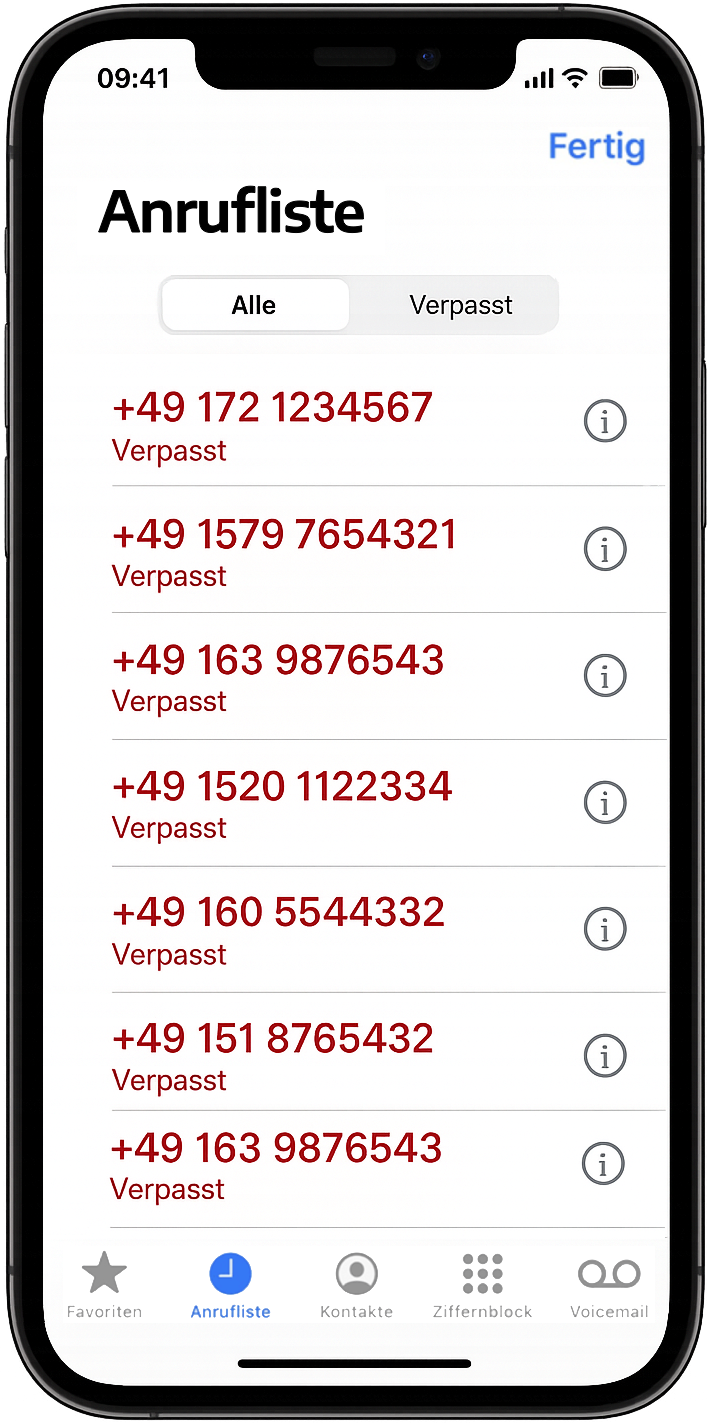 09:41
Fertig
Anrufliste
Alle Verpasst
+49 172 1234567
Verpasst
+49 1579 7654321
Verpasst
+49 163 9876543
Verpasst
+49 1520 1122334
Verpasst
+49 160 5544332
Verpasst
+49 151 8765432
Verpasst
+49 163 9876543
Verpasst
Favoriten Anrufliste Kontakte Ziffernblock Voicemail